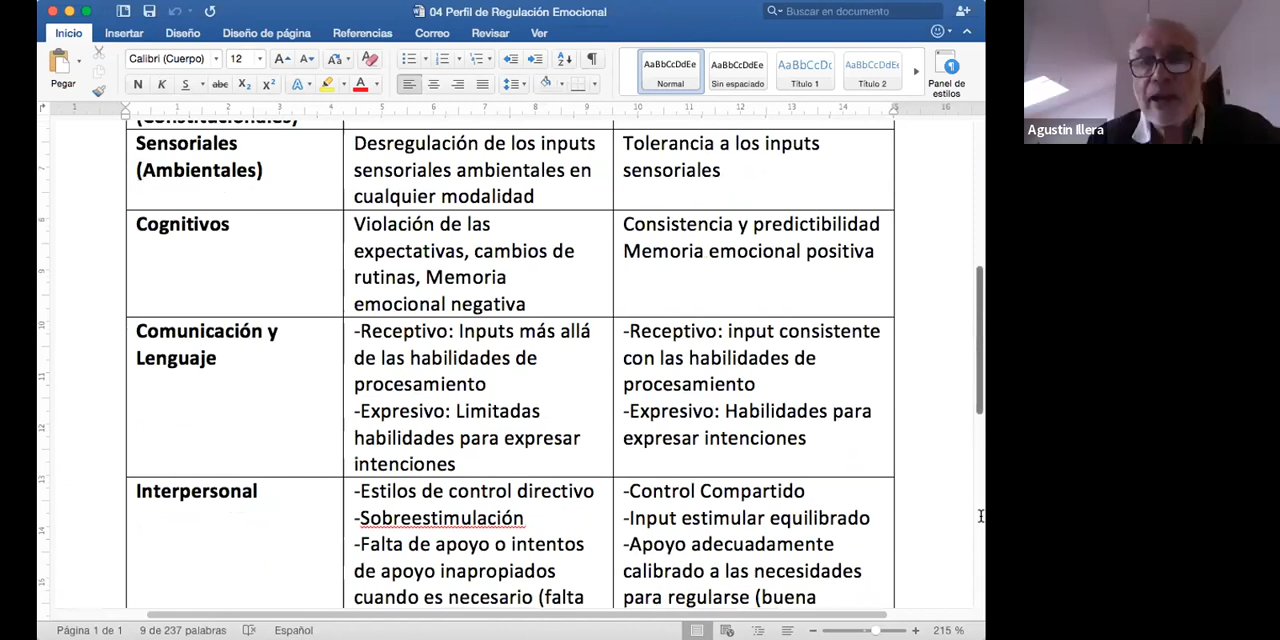 04 Perfil de Regulación Emocional
Buscar en documento
Inicio
Insertar
Diseño
Diseño de página
Referencias
Correo
Revisar
Ver
Pegar
Calibri (Cuerpo)
12
N K S abc X₂ X²
AaBbCcDdEe
Normal
AaBbCcDdEe
Sin espaciado
AaBbCcDc
Título 1
AaBbCcDdEe
Título 2
Panel de
estilos
Agustin Illera
(Constitucionales)
Sensoriales
(Ambientales)
Desregulación de los inputs
sensoriales ambientales en
cualquier modalidad
Tolerancia a los inputs
sensoriales
Cognitivos
Violación de las
expectativas, cambios de
rutinas, Memoria
emocional negativa
Consistencia y predictibilidad
Memoria emocional positiva
Comunicación y
Lenguaje
-Receptivo: Inputs más allá
de las habilidades de
procesamiento
-Expresivo: Limitadas
habilidades para expresar
intenciones
-Receptivo: input consistente
con las habilidades de
procesamiento
-Expresivo: Habilidades para
expresar intenciones
Interpersonal
-Estilos de control directivo
-Sobreestimulación
-Falta de apoyo o intentos
de apoyo inapropiados
cuando es necesario (falta
-Control Compartido
-Input estimular equilibrado
-Apoyo adecuadamente
calibrado a las necesidades
para regularse (buena
Página 1 de 1
9 de 237 palabras
Español
215 %